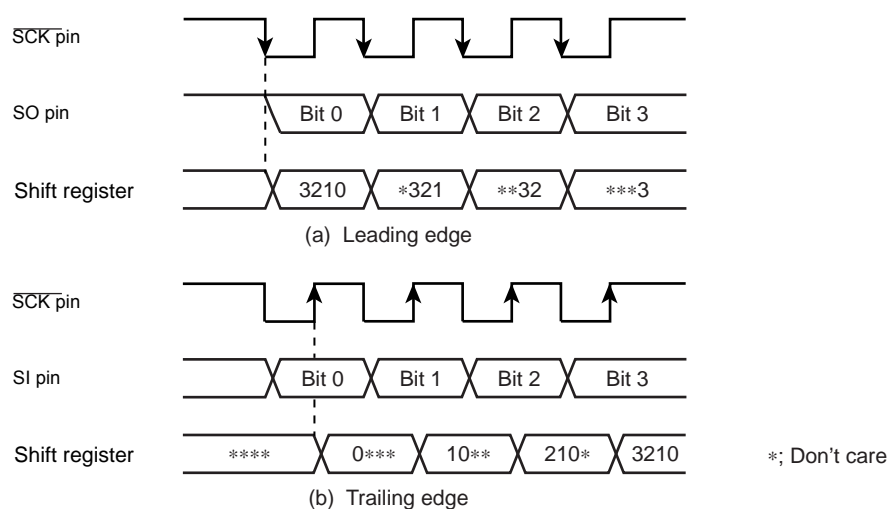 SCK pin
SO pin
Bit 0 Bit 1 Bit 2 Bit 3
Shift register
3210 *321 **32 ***3
(a) Leading edge
SCK pin
SI pin
Bit 0 Bit 1 Bit 2 Bit 3
Shift register
**** 0*** 10** 210* 3210
*; Don't care
(b) Trailing edge